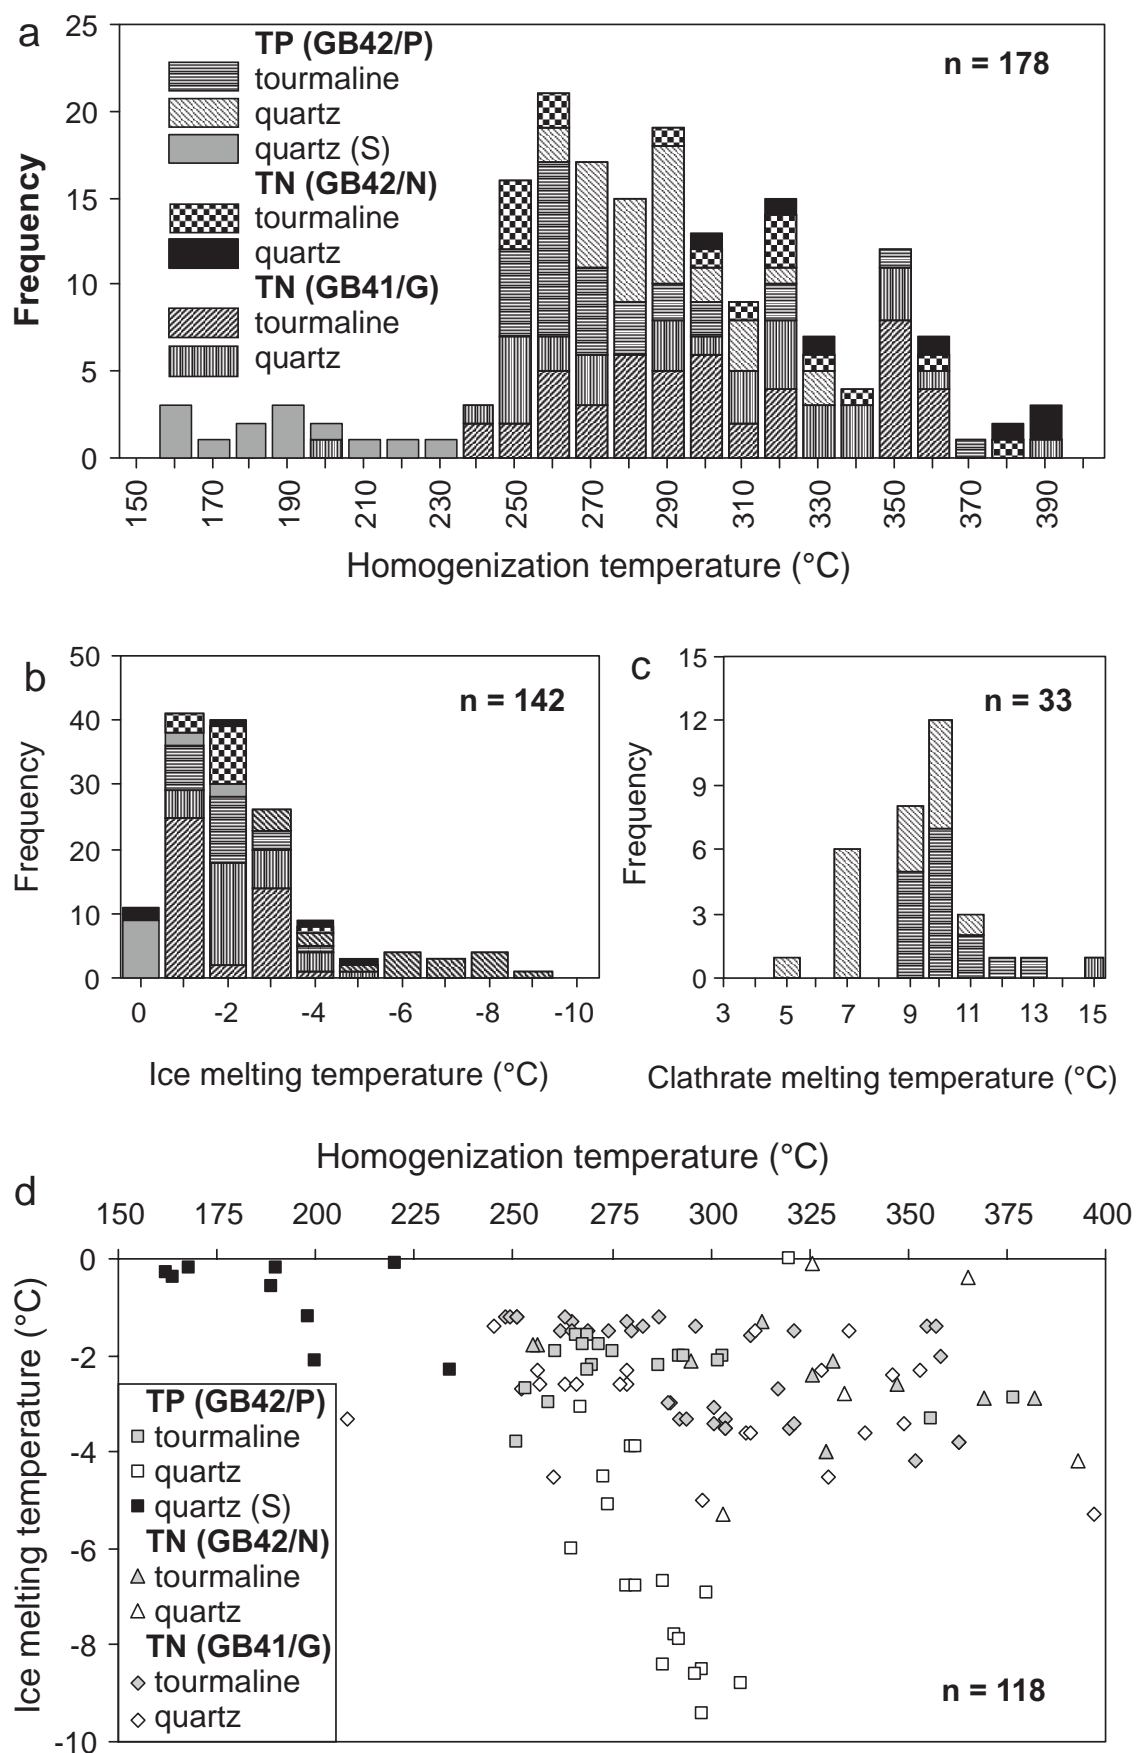 a
25
20
15
10
5
0
Frequency
TP (GB42/P)
tourmaline
quartz
quartz (S)
TN (GB42/N)
tourmaline
quartz
TN (GB41/G)
tourmaline
quartz
n = 178
150 170 190 210 230 250 270 290 310 330 350 370 390
Homogenization temperature (°C)
b
50
40
30
20
10
0
Frequency
n = 142
0 -2 -4 -6 -8 -10
Ice melting temperature (°C)
c
15
12
9
6
3
0
Frequency
n = 33
3 5 7 9 11 13 15
Clathrate melting temperature (°C)
Homogenization temperature (°C)
d
150 175 200 225 250 275 300 325 350 375 400
0
-2
-4
-6
-8
-10
Ice melting temperature (°C)
TP (GB42/P)
tourmaline
quartz
quartz (S)
TN (GB42/N)
tourmaline
quartz
TN (GB41/G)
tourmaline
quartz
n = 118